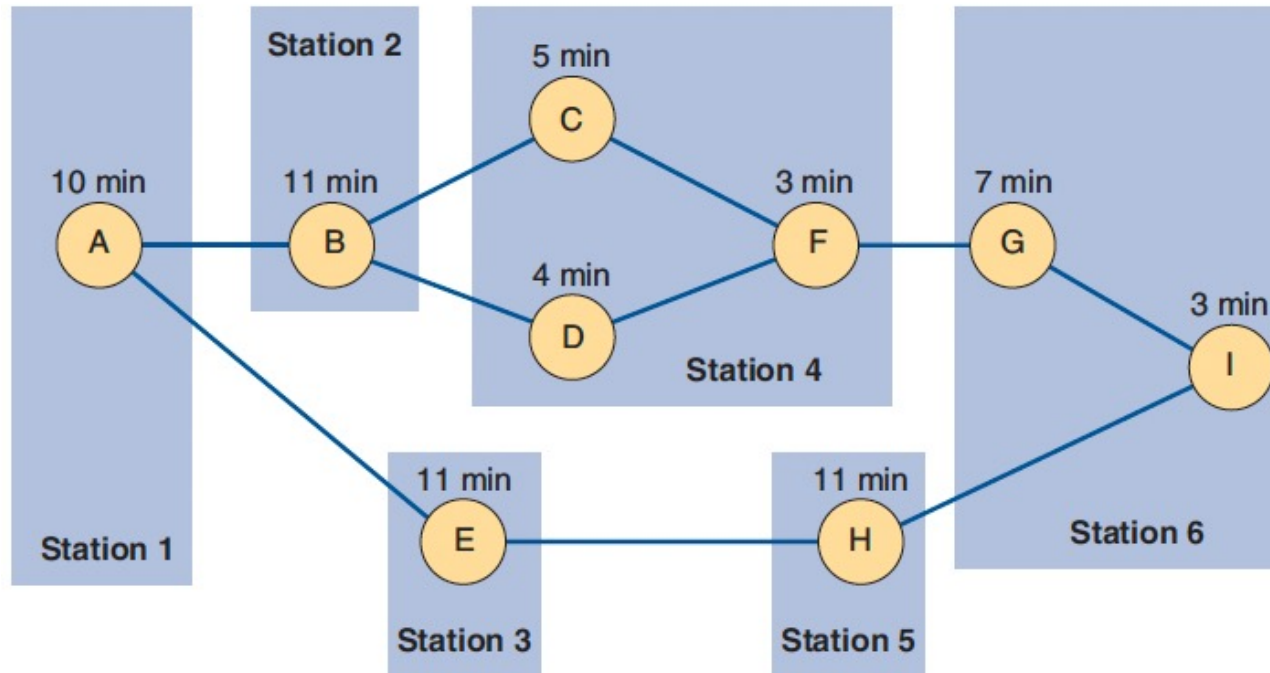 Station 2
5 min
C
10 min
11 min
3 min
7 min
A
B
F
G
4 min
3 min
D
I
Station 4
11 min
11 min
E
H
Station 1
Station 6
Station 3
Station 5